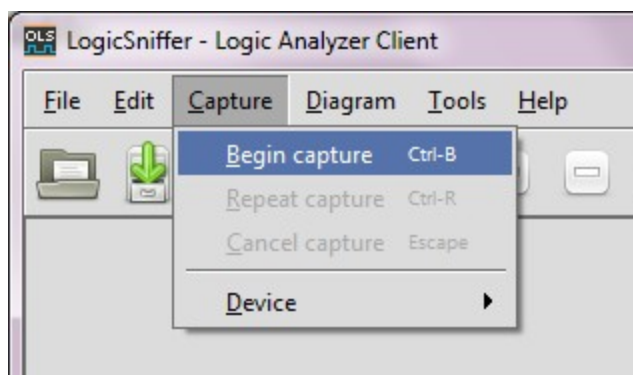 OLS LogicSniffer - Logic Analyzer Client
File Edit Capture Diagram Tools Help
Begin capture Ctrl-B
Repeat capture Ctrl-R
Cancel capture Escape
Device